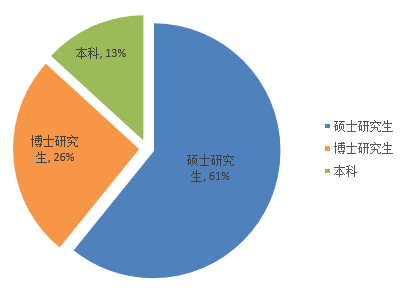 本科, 13%
博士研究
生, 26%
硕士研究
生, 61%
硕士研究生
博士研究生
本科